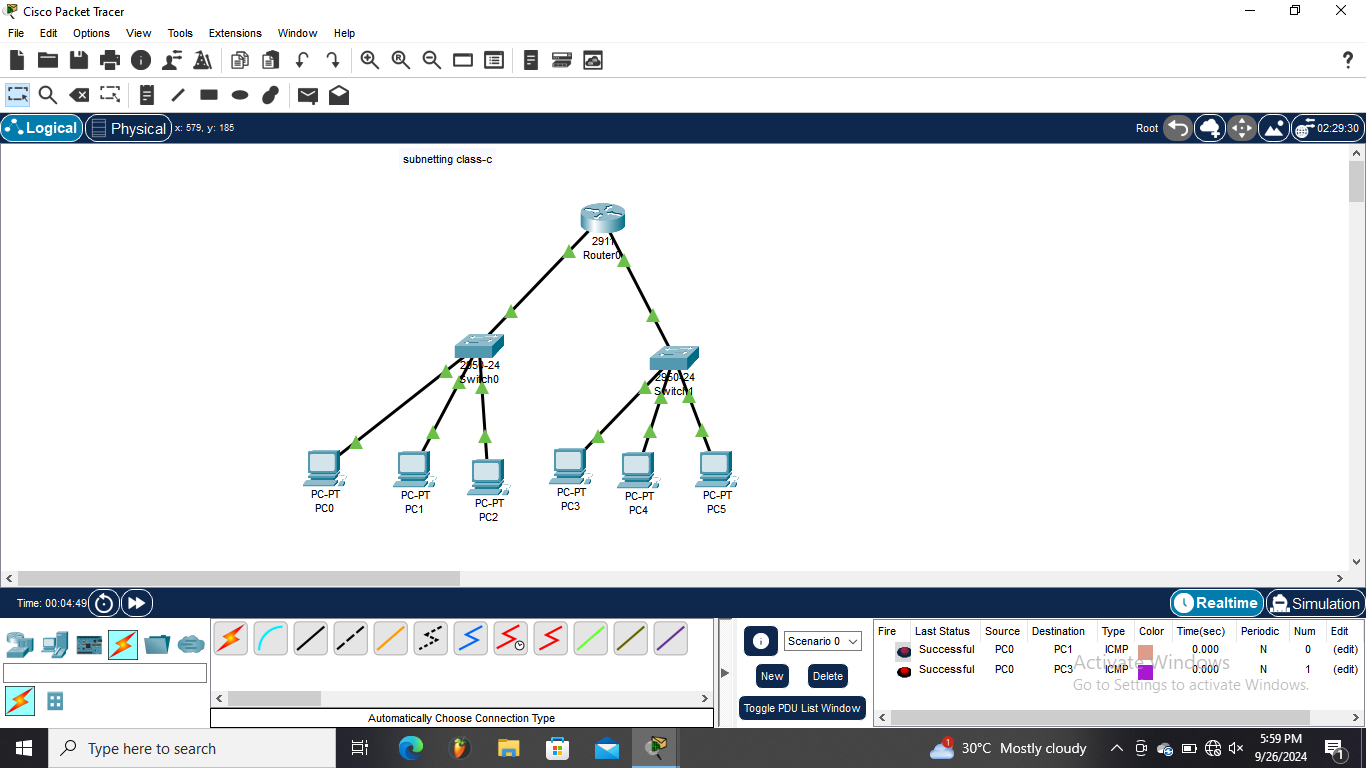 Cisco Packet Tracer
File Edit Options View Tools Extensions Window Help
Logical Physical x: 579, y: 185 Root 02:29:30
subnetting class-c
2911
Router0
2950-24
Switch0
2950-24
Switch1
PC-PT
PC0
PC-PT
PC1
PC-PT
PC2
PC-PT
PC3
PC-PT
PC4
PC-PT
PC5
Time: 00:04:49 Realtime Simulation
Scenario 0
New Delete
Toggle PDU List Window
Fire Last Status Source Destination Type Color Time(sec) Periodic Num Edit
Successful PC0 PC1 ICMP 0.000 N 0 (edit)
Successful PC0 PC3 ICMP 0.000 N 1 (edit)
Activate Windows
Go to Settings to activate Windows.
Automatically Choose Connection Type
Type here to search
1 30°C Mostly cloudy
5:59 PM
9/26/2024
1